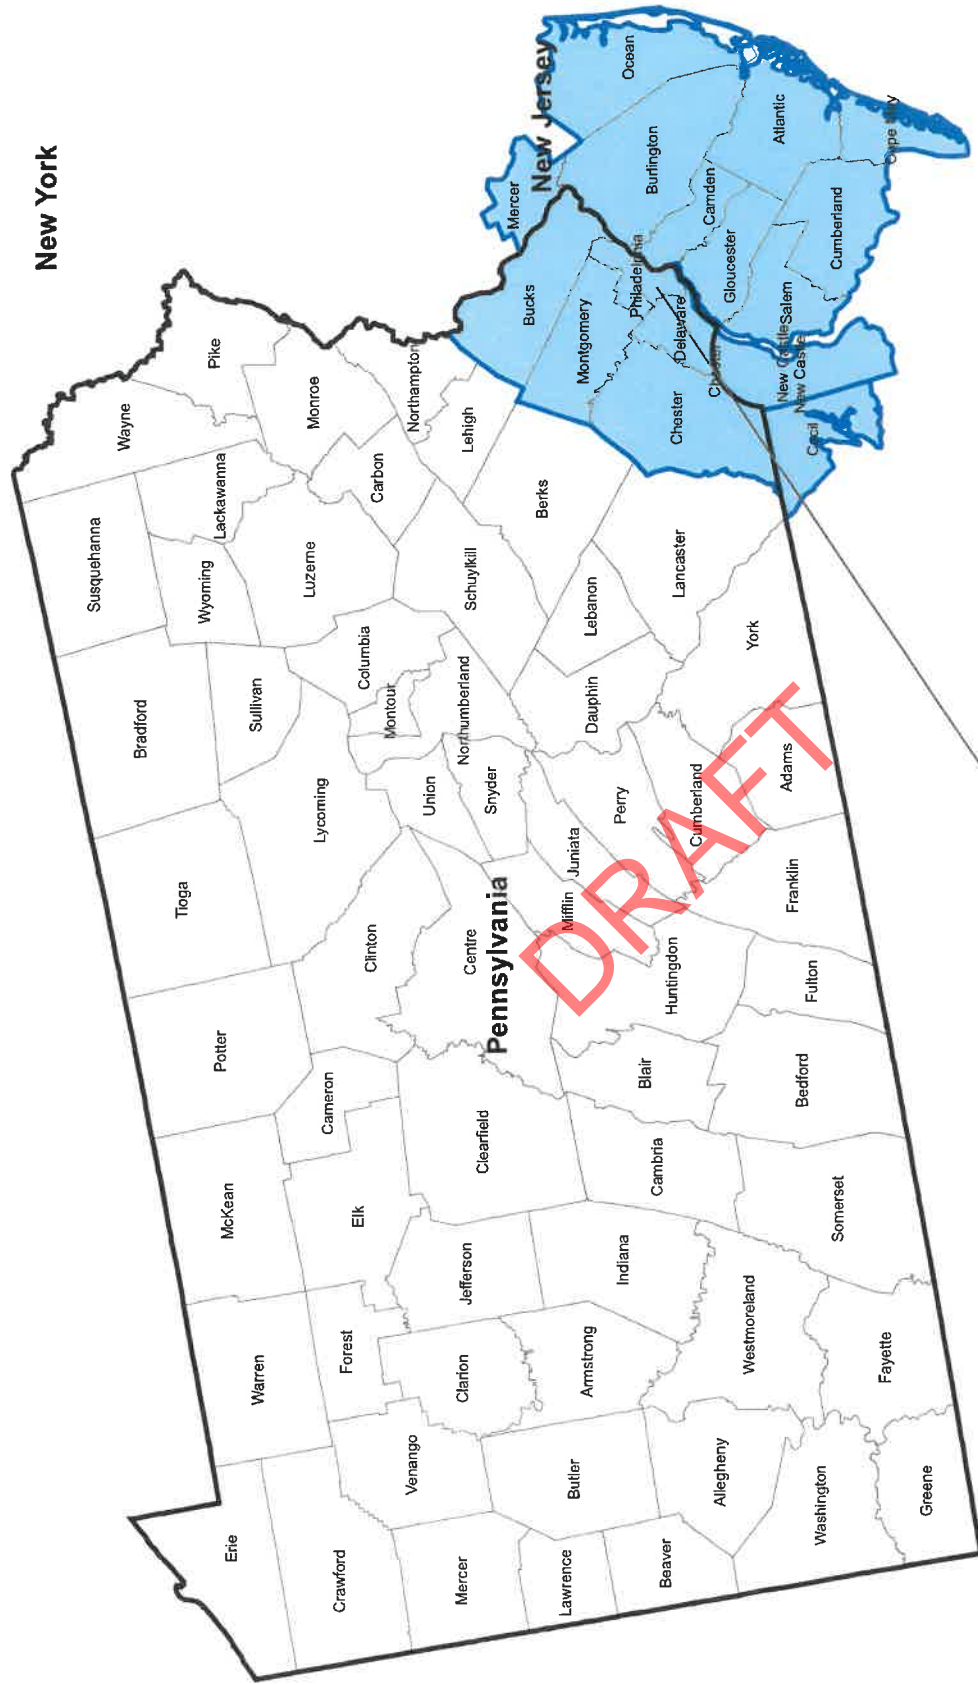 New York
Susquehanna
Wayne
Bradford
Tioga
Potter
Wyoming
Lackawanna
Pike
McKean
Erie
Warren
Sullivan
Luzerne
Monroe
Lycoming
Cameron
Crawford
Forest
Elk
Clinton
Columbia
Carbon
Montour
Venango
Northampton
Union
Mercer
Clarion
Jefferson
Centre
Northumberland
Schuylkill
Lehigh
Clearfield
Snyder
Pennsylvania
Mercer
Bucks
Berks
New Jersey
Lawrence
Butler
Mifflin
Juniata
Armstrong
Lebanon
Dauphin
Montgomery
Indiana
Perry
Philadelphia
Ocean
Blair
Burlington
Cambria
Beaver
Huntingdon
Chester
Lancaster
Delaware
Cumberland
DRAFT
Camden
Allegheny
Gloucester
Westmoreland
York
Atlantic
Adams
New Castle
Salem
Franklin
New Castle
Bedford
Fulton
Cecil
Washington
Somerset
Cumberland
Fayette
Cape May
Greene